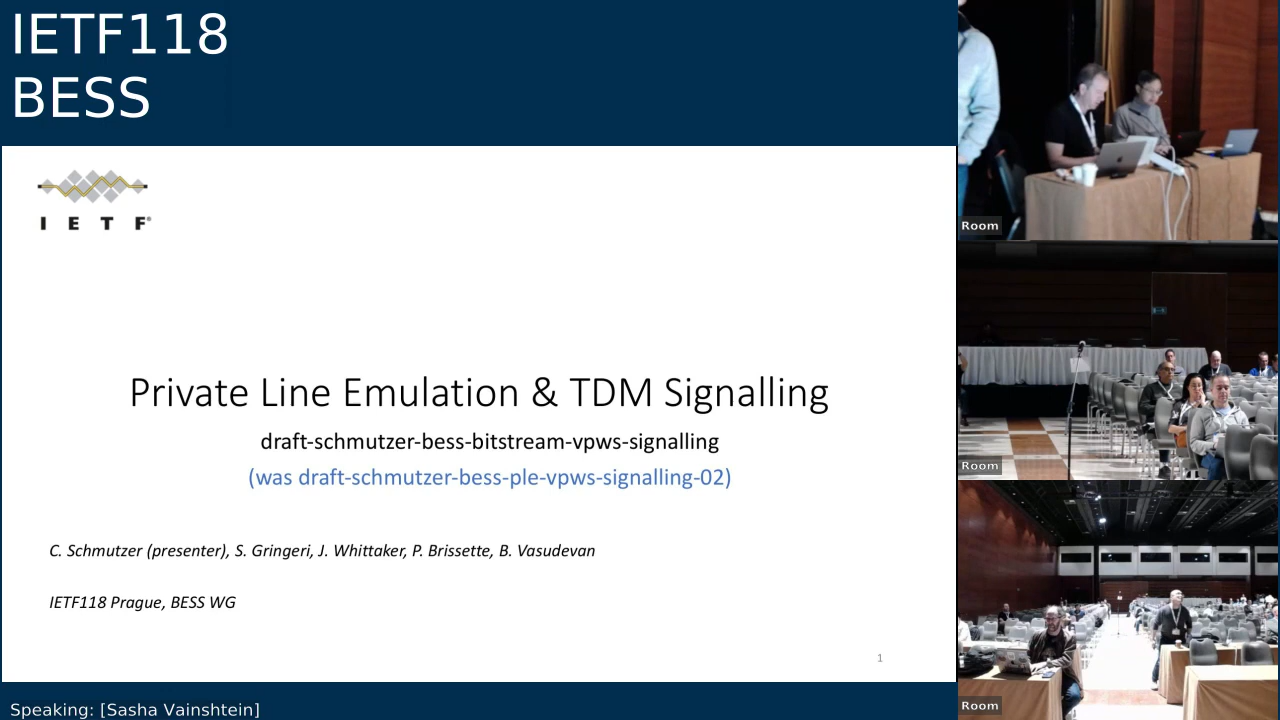 IETF118
BESS
I E T F®
Private Line Emulation & TDM Signalling
draft-schmutzer-bess-bitstream-vpws-signalling
(was draft-schmutzer-bess-ple-vpws-signalling-02)
C. Schmutzer (presenter), S. Gringeri, J. Whittaker, P. Brissette, B. Vasudevan
IETF118 Prague, BESS WG
1
Speaking: [Sasha Vainshtein]
Room
Room
Room